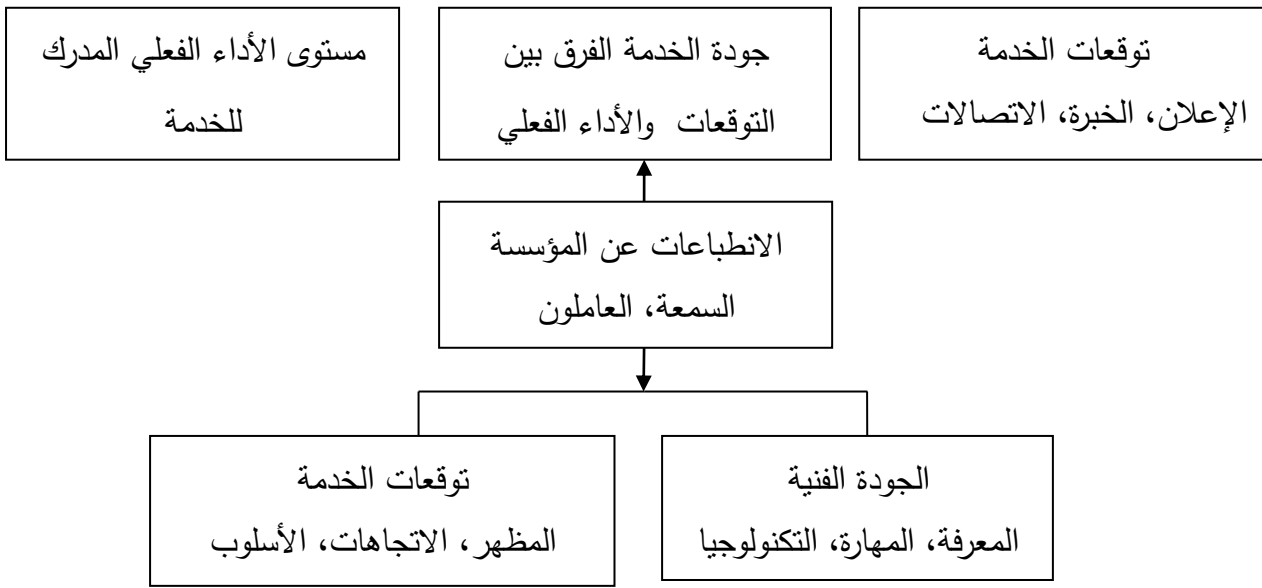 توقعات الخدمة
الإعلان، الخبرة، الاتصالات
جودة الخدمة الفرق بين
التوقعات والأداء الفعلي
مستوى الأداء الفعلي المدرك
للخدمة
الانطباعات عن المؤسسة
السمعة، العاملون
الجودة الفنية
المعرفة، المهارة، التكنولوجيا
توقعات الخدمة
المظهر، الاتجاهات، الأسلوب